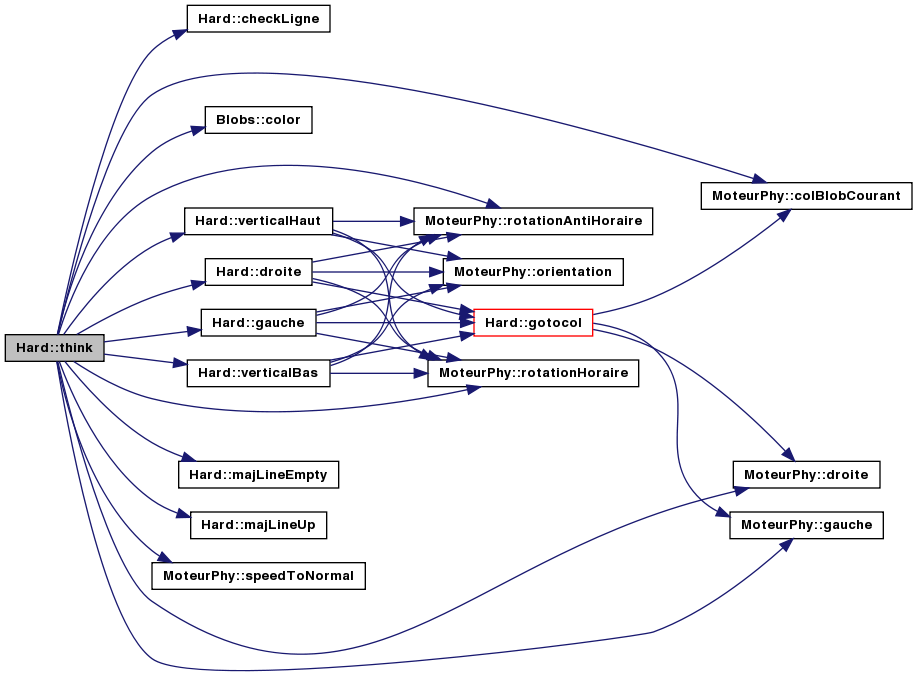 Hard::checkLigne
Blobs::color
MoteurPhy::colBlobCourant
Hard::verticalHaut
MoteurPhy::rotationAntiHoraire
Hard::droite
MoteurPhy::orientation
Hard::gauche
Hard::gotocol
Hard::think
Hard::verticalBas
MoteurPhy::rotationHoraire
Hard::majLineEmpty
MoteurPhy::droite
Hard::majLineUp
MoteurPhy::gauche
MoteurPhy::speedToNormal